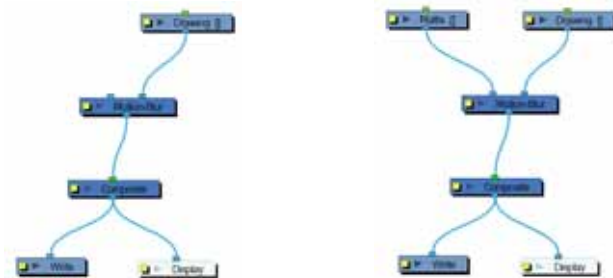 Drawing
Motion-Blur
Composite
Write
Display
Matte
Drawing
Motion-Blur
Composite
Write
Display